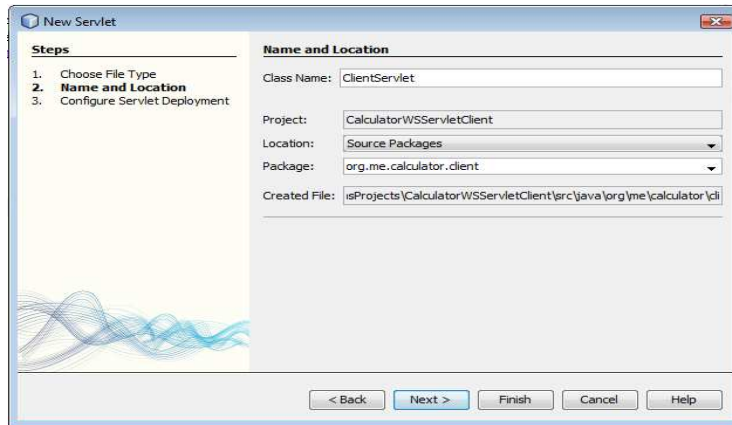 New Servlet
Steps
1. Choose File Type
2. Name and Location
3. Configure Servlet Deployment
Name and Location
Class Name: ClientServlet
Project: CalculatorWSServletClient
Location: Source Packages
Package: org.me.calculator.client
Created File: sProjects\CalculatorWSServletClient\src\java\org\me\calculator\cli
< Back Next > Finish Cancel Help